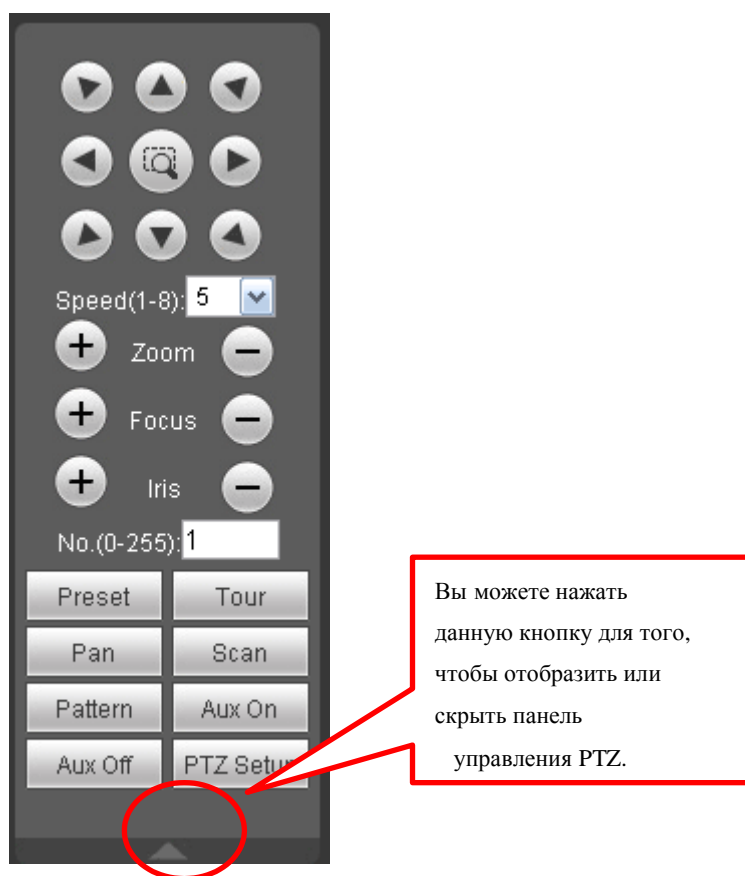 Speed(1-8): 5
+ Zoom −
+ Focus −
+ Iris −
No.(0-255): 1
Preset Tour
Pan Scan
Pattern Aux On
Aux Off PTZ Setup
Вы можете нажать
данную кнопку для того,
чтобы отобразить или
скрыть панель
управления PTZ.